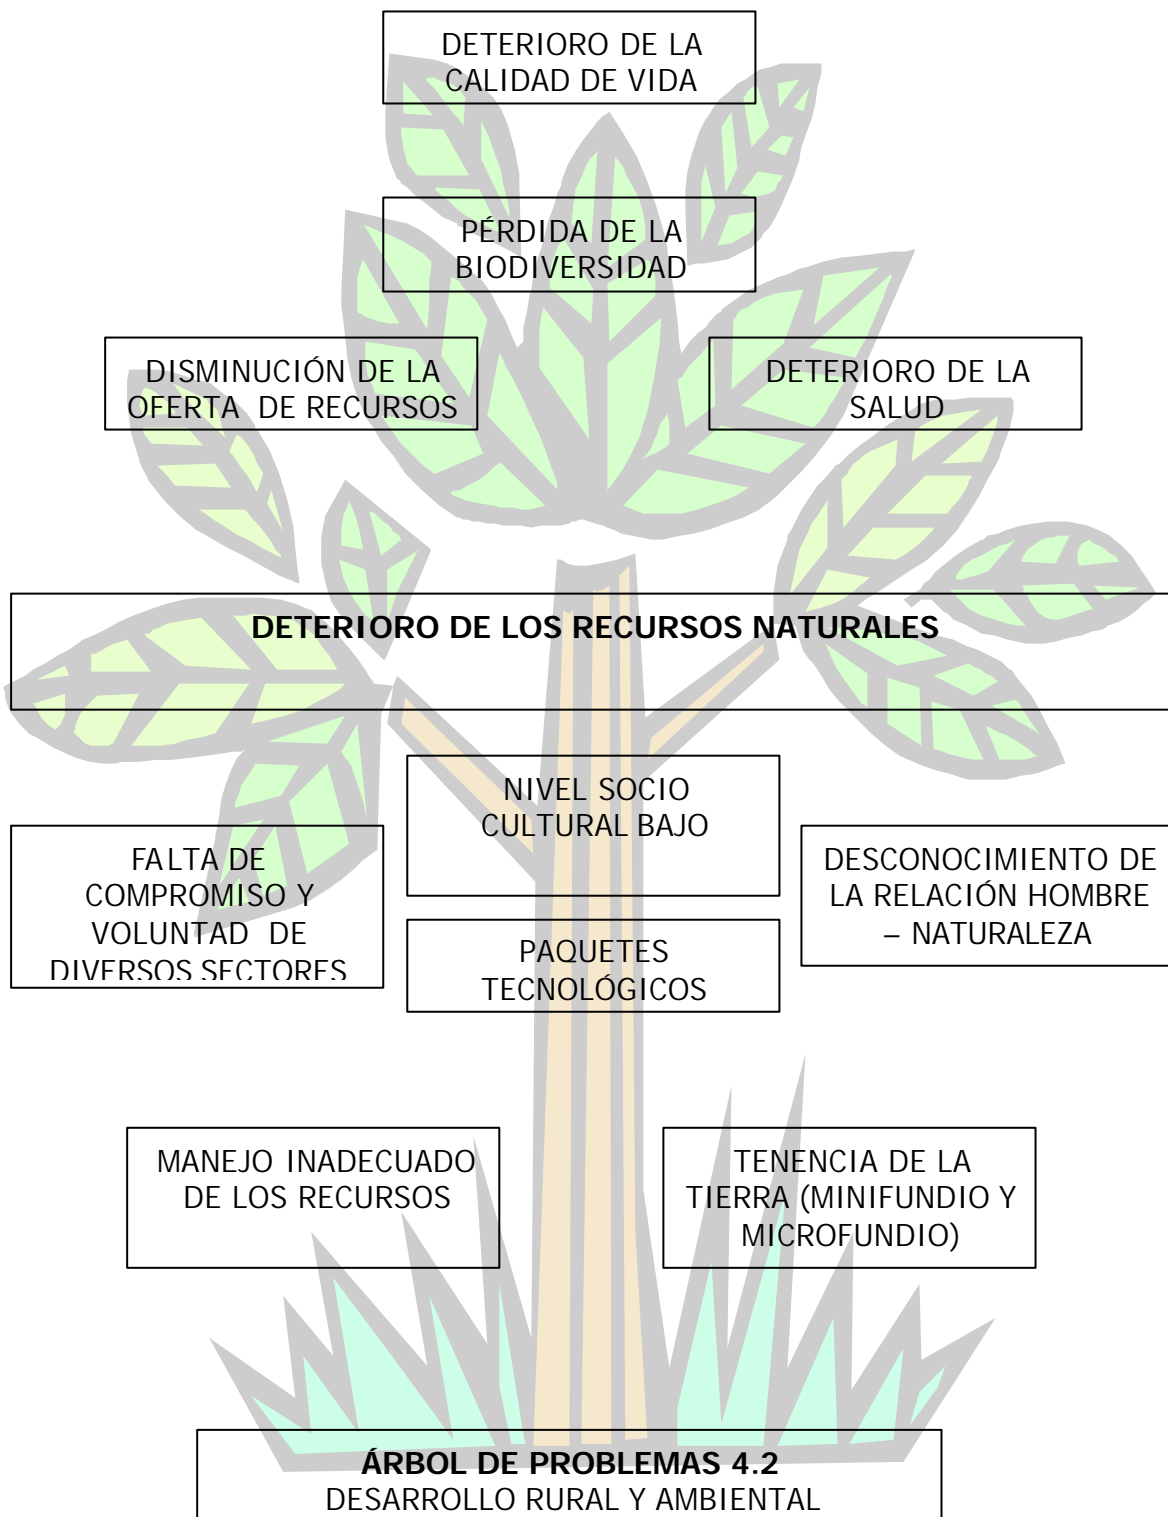 DETERIORO DE LA
CALIDAD DE VIDA
PÉRDIDA DE LA
BIODIVERSIDAD
DISMINUCIÓN DE LA
OFERTA DE RECURSOS
DETERIORO DE LA
SALUD
DETERIORO DE LOS RECURSOS NATURALES
NIVEL SOCIO
CULTURAL BAJO
FALTA DE
COMPROMISO Y
VOLUNTAD DE
DIVERSOS SECTORES
DESCONOCIMIENTO DE
LA RELACIÓN HOMBRE
– NATURALEZA
PAQUETES
TECNOLÓGICOS
MANEJO INADECUADO
DE LOS RECURSOS
TENENCIA DE LA
TIERRA (MINIFUNDIO Y
MICROFUNDIO)
ÁRBOL DE PROBLEMAS 4.2
DESARROLLO RURAL Y AMBIENTAL